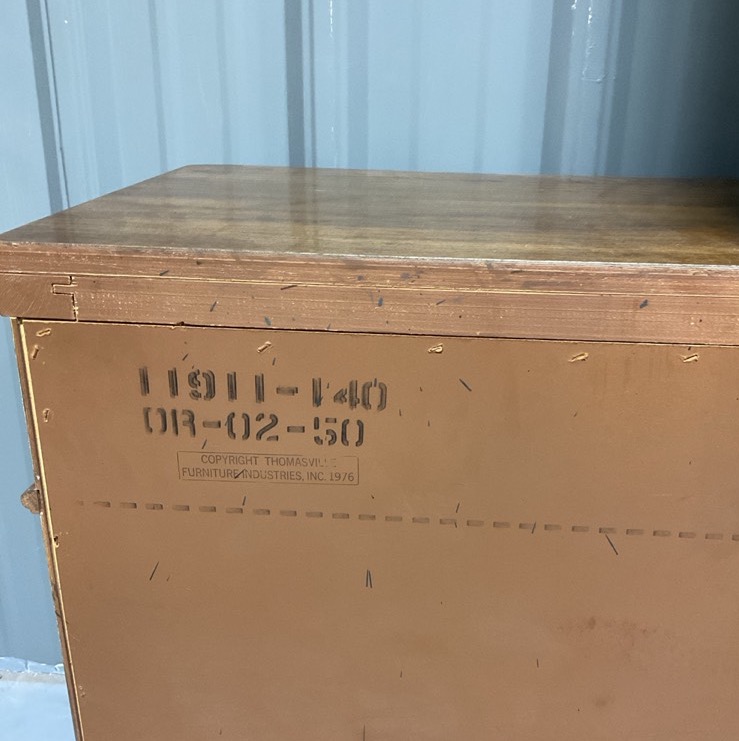 11911-140
DR-02-50
COPYRIGHT THOMASVILLE
FURNITURE INDUSTRIES, INC. 1976